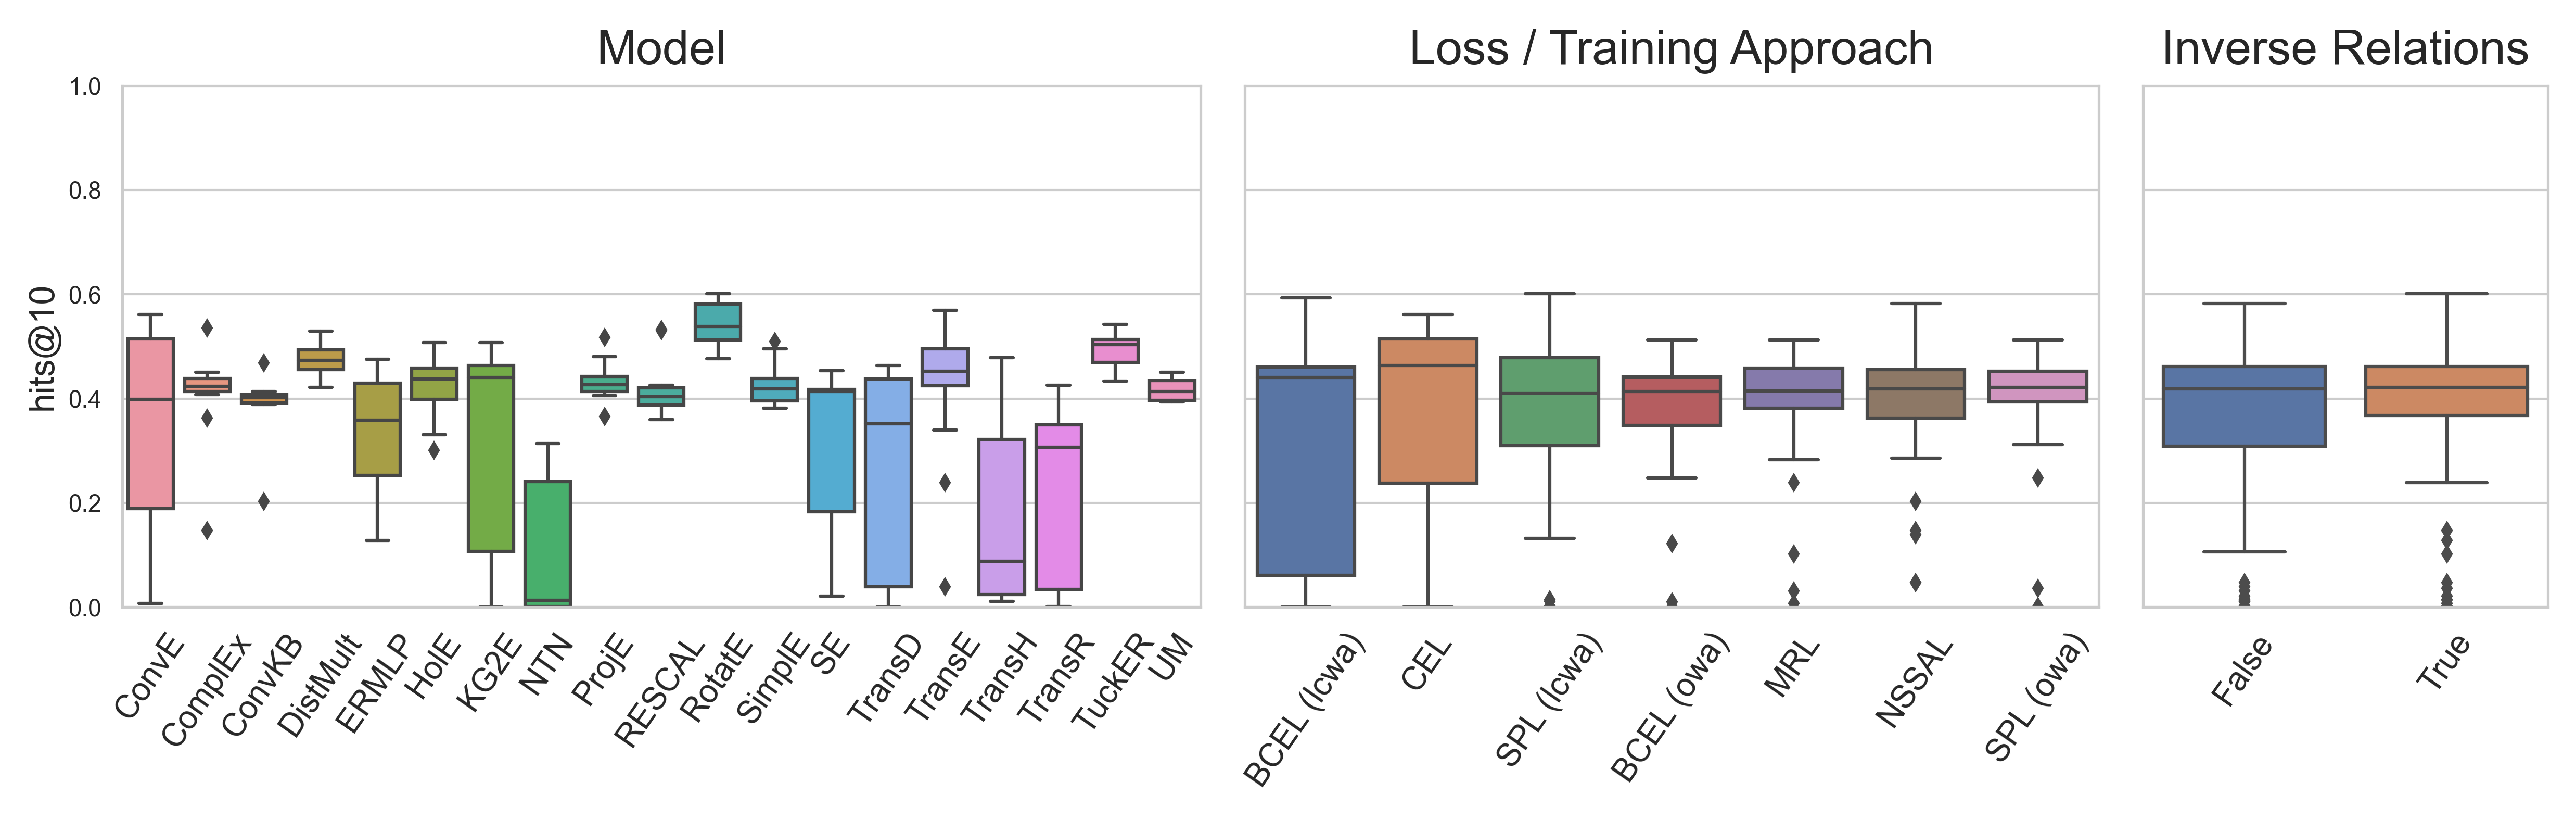 Model
Loss / Training Approach
Inverse Relations
hits@10
1.0
0.8
0.6
0.4
0.2
0.0
ConvE
ComplEx
ConvKB
DistMult
ERMLP
HolE
KG2E
NTN
ProjE
RESCAL
RotatE
SimplE
SE
TransD
TransE
TransH
TransR
TuckER
UM
BCEL (lcwa)
CEL
SPL (lcwa)
BCEL (owa)
MRL
NSSAL
SPL (owa)
False
True